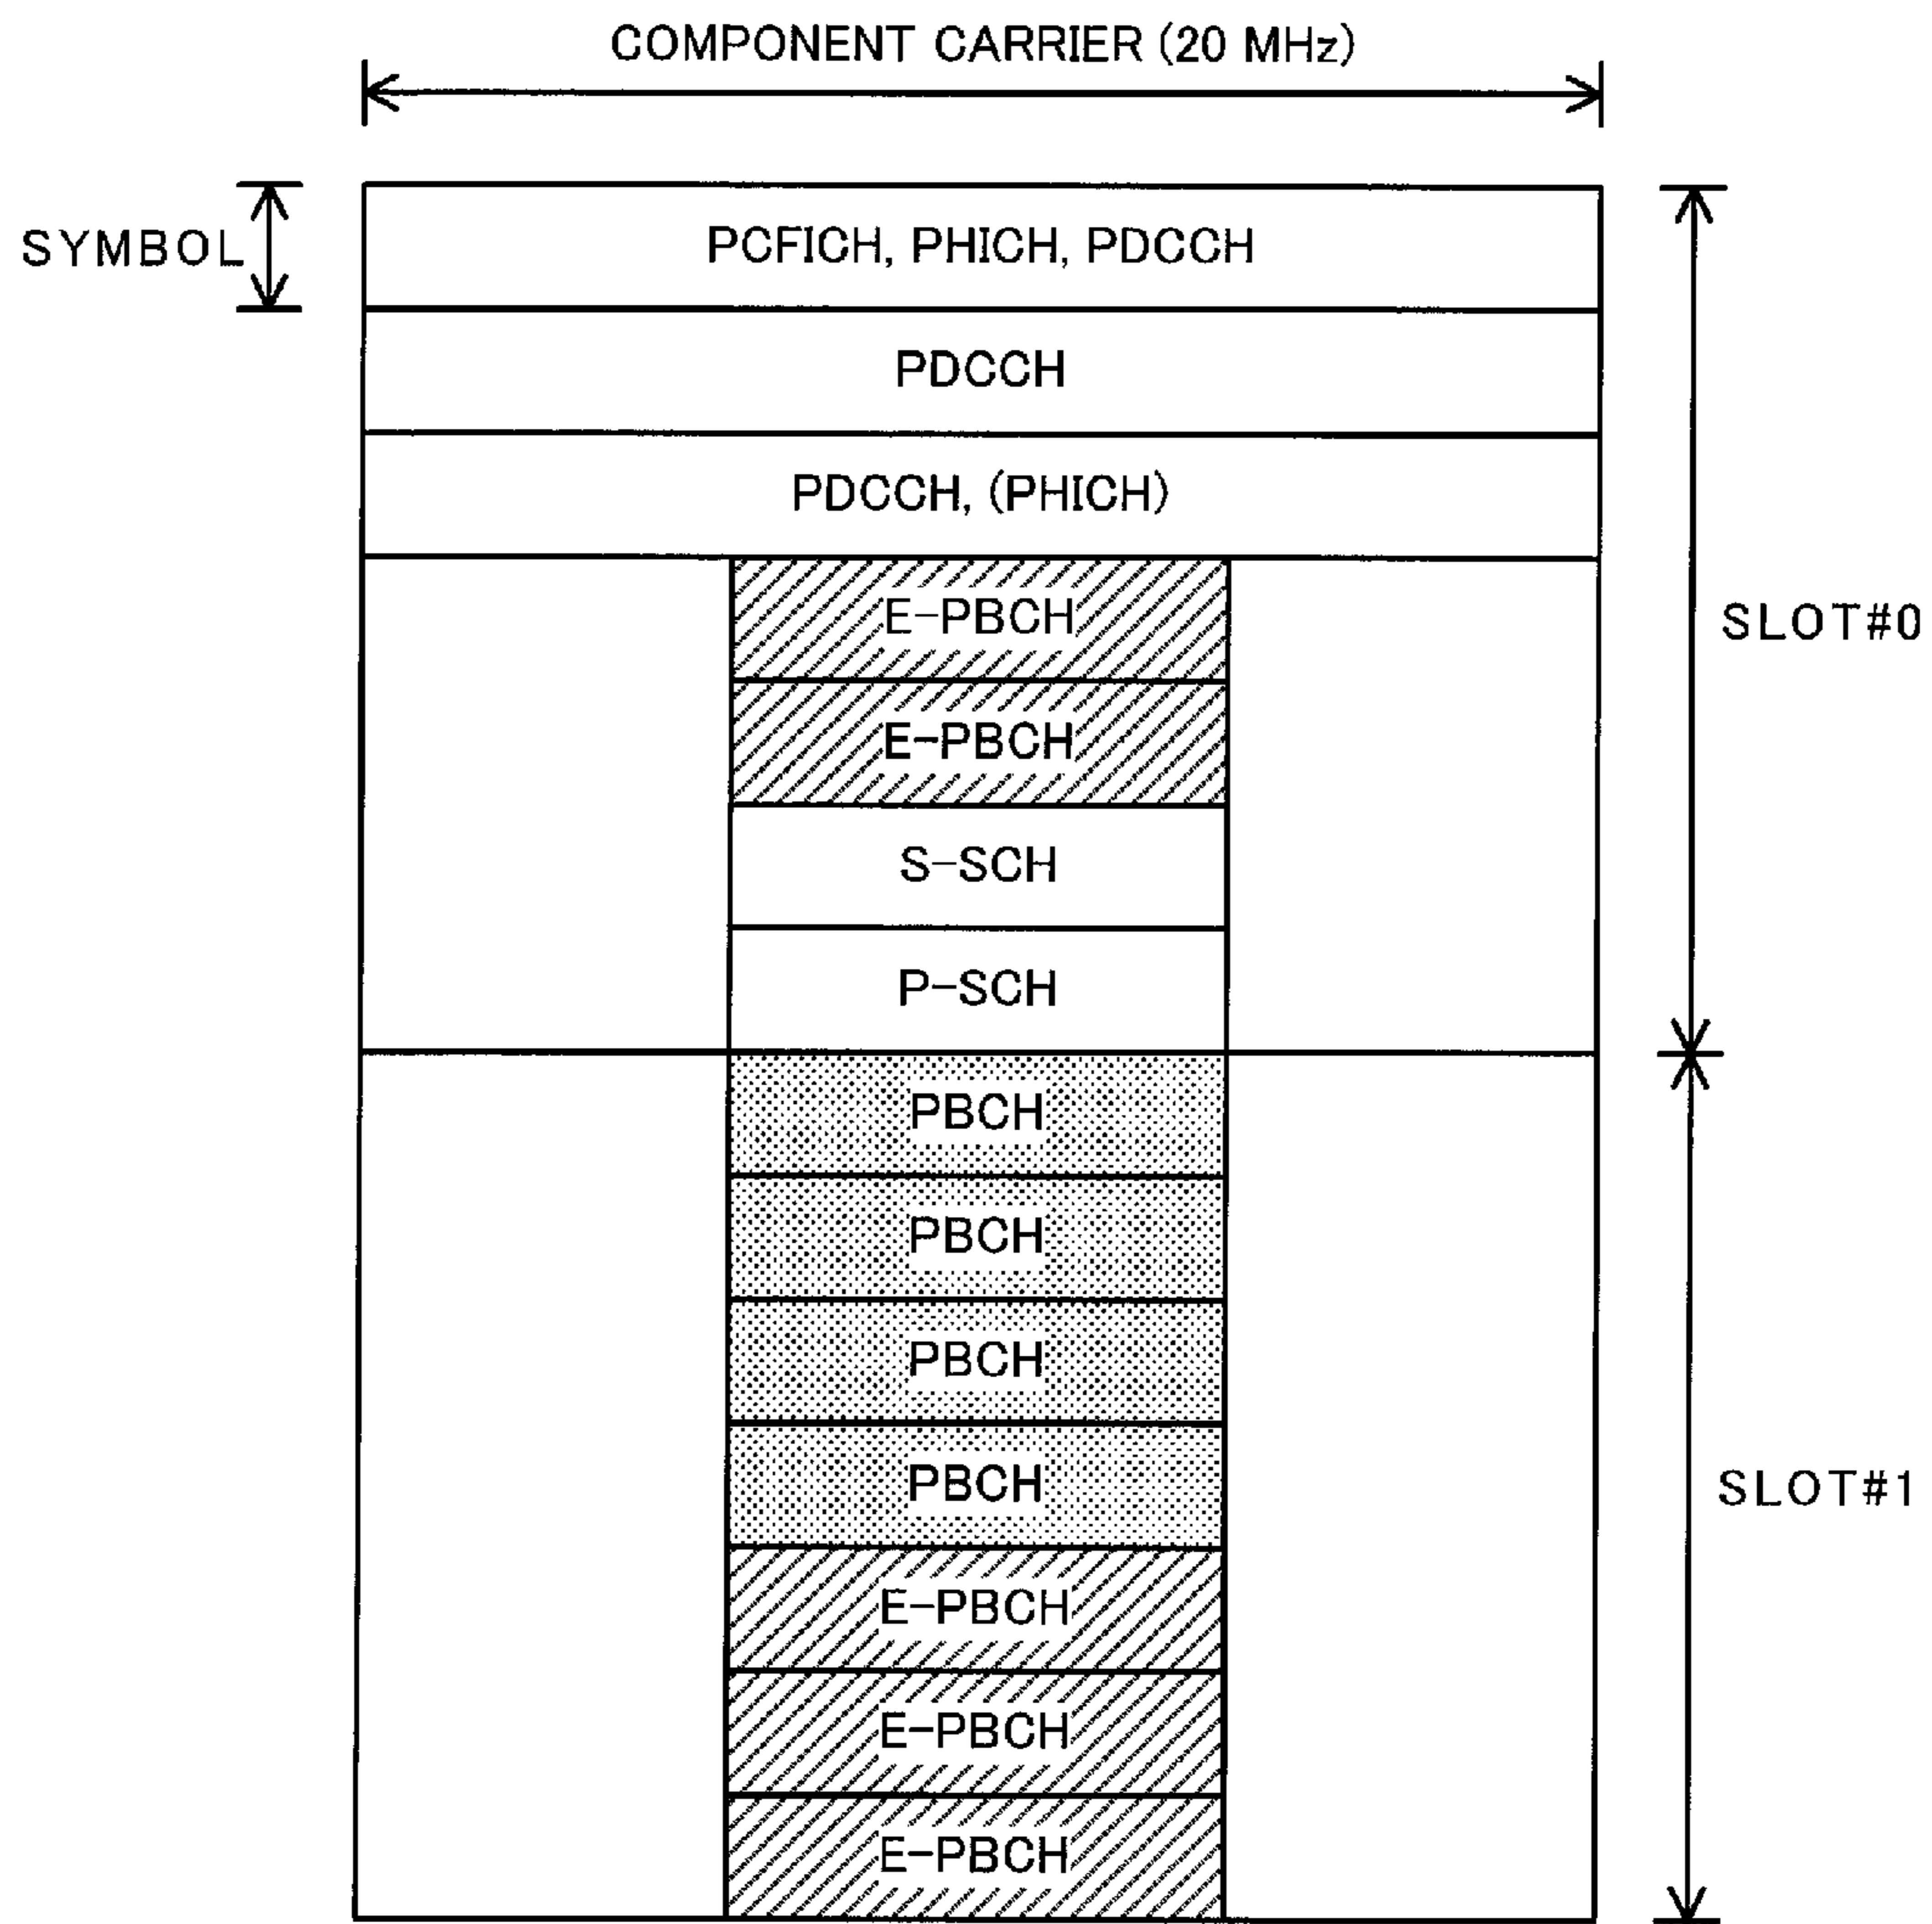 COMPONENT CARRIER (20 MHz)
SYMBOL
PCFICH, PHICH, PDCCH
PDCCH
PDCCH, (PHICH)
E-PBCH
SLOT#0
E-PBCH
S-SCH
P-SCH
PBCH
PBCH
PBCH
PBCH
SLOT#1
E-PBCH
E-PBCH
E-PBCH